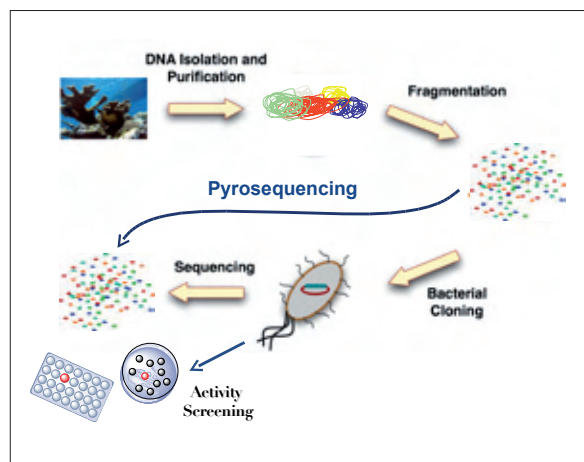 DNA Isolation and
Purification
Fragmentation
Pyrosequencing
Sequencing
Bacterial
Cloning
Activity
Screening